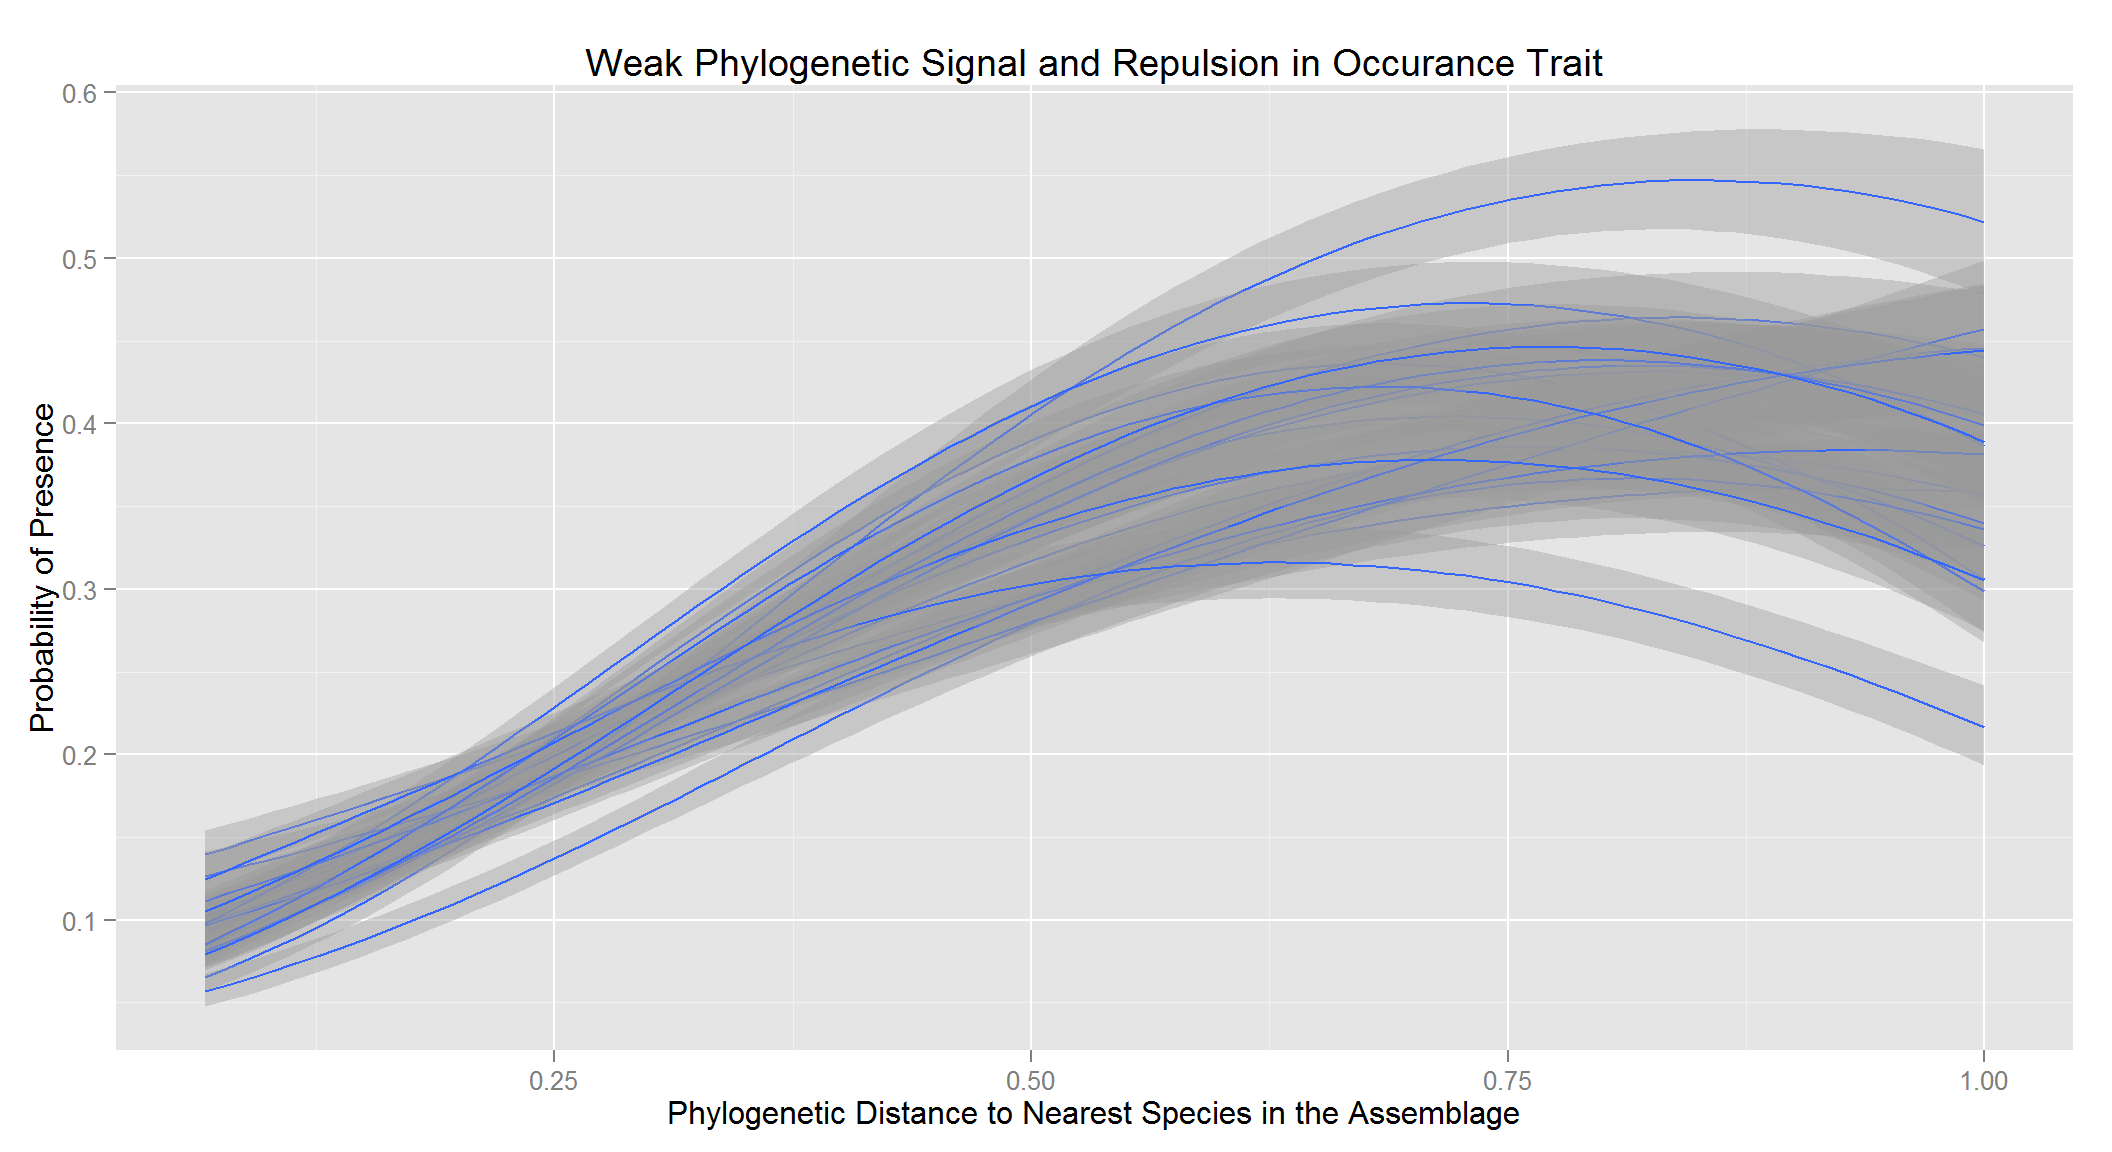 Weak Phylogenetic Signal and Repulsion in Occurance Trait
0.6
0.5
0.4
0.3
0.2
0.1
Probability of Presence
0.25 0.50 0.75 1.00
Phylogenetic Distance to Nearest Species in the Assemblage